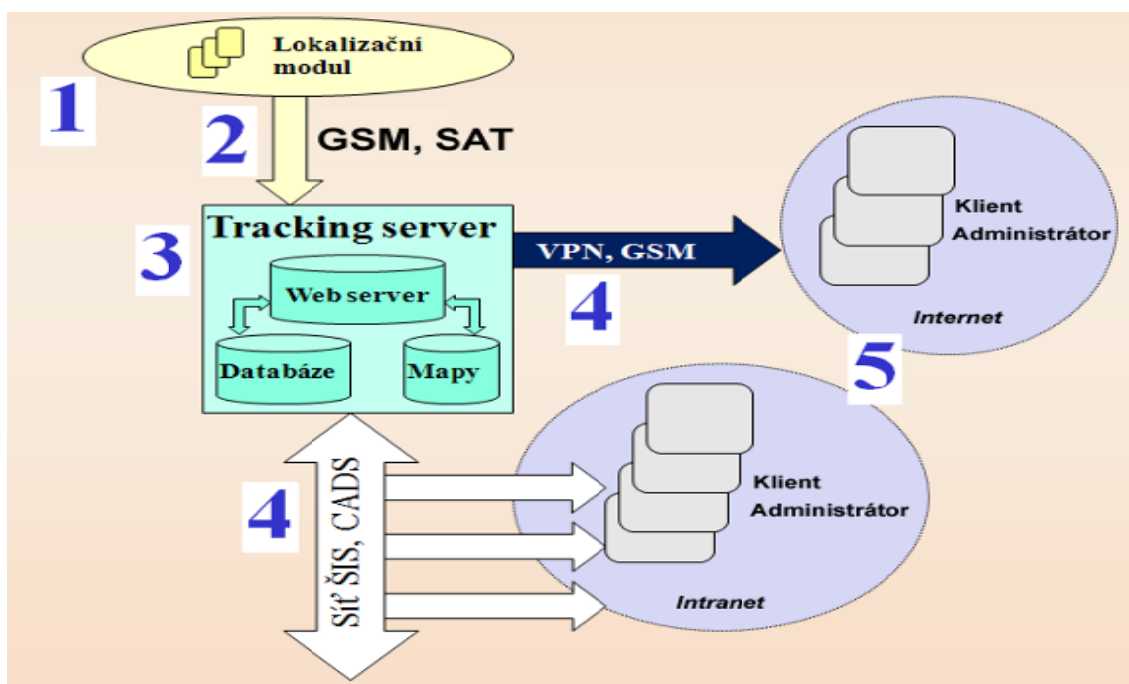 Lokalizační
modul
1
2
GSM, SAT
3
Tracking server
Web server
Databáze
Mapy
VPN, GSM
4
Klient
Administrátor
Internet
5
4
Síť ŠIS, CADS
Klient
Administrátor
Intranet